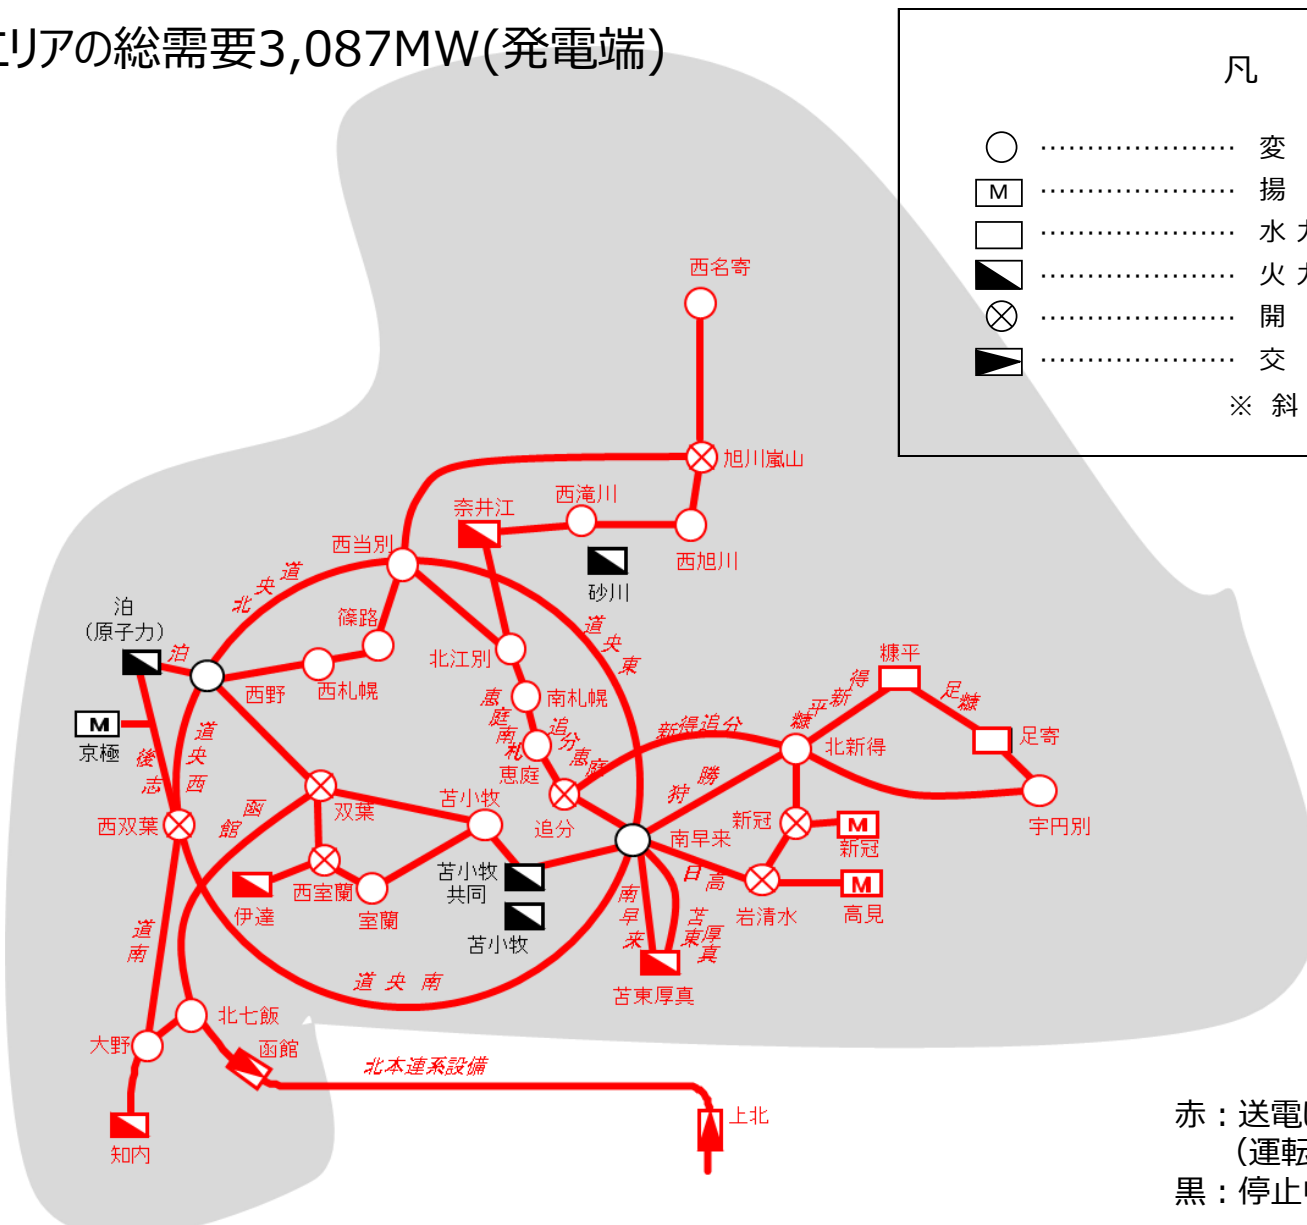 エリアの総需要3,087MW(発電端)
凡
変
M
揚
水 力
火 力
開
交
※ 斜
西名寄
旭川嵐山
西滝川
奈井江
西旭川
砂川
西当別
道央北
篠路
北江別
道央東
泊
(原子力)
泊
西野
西札幌
南札幌
恵庭南札
追分恵庭
恵庭
追分
新得追分
糠平新得
糠平
足糠
足寄
北新得
宇円別
M
京極
後志
道央西
西双葉
函館
双葉
苫小牧
狩勝
南早来
新冠
M
新冠
日高
岩清水
M
高見
苫小牧
共同
苫小牧
伊達
西室蘭
室蘭
南早来
苫東厚真
苫東厚真
道南
道央南
北七飯
大野
函館
北本連系設備
上北
知内
赤：送電
（運転
黒：停止中